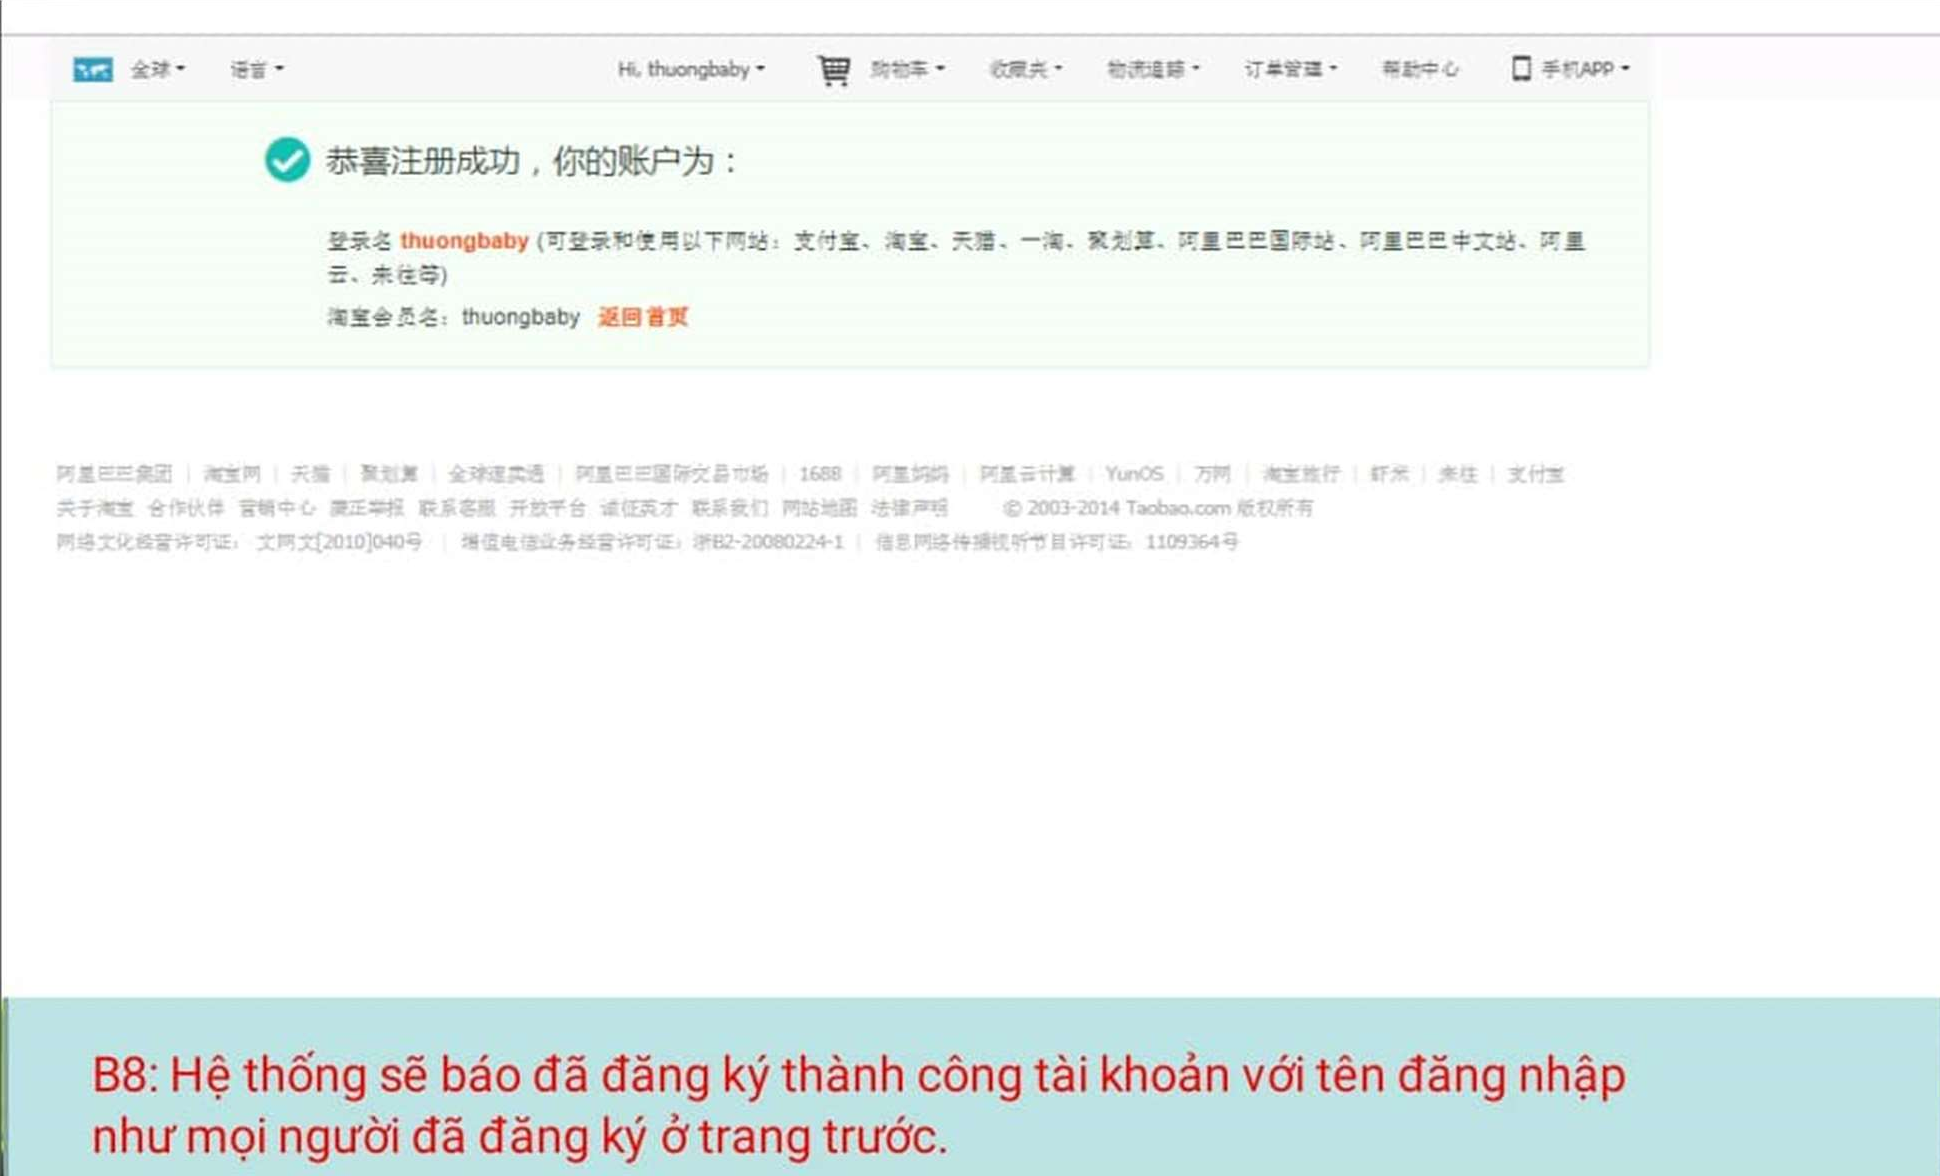 全球 语言 Hi, thuongbaby 购物车 收藏夹 物流追踪 订单管理 帮助中心 手机APP
恭喜注册成功，你的账户为：
登录名 thuongbaby (可登录和使用以下网站：支付宝、淘宝、天猫、一淘、聚划算、阿里巴巴国际站、阿里巴巴中文站、阿里
云、来往等)
淘宝会员名：thuongbaby 返回首页
阿里巴巴集团 | 淘宝网 | 天猫 | 聚划算 | 全球速卖通 | 阿里巴巴国际交易市场 | 1688 | 阿里妈妈 | 阿里云计算 | YunOS | 万网 | 淘宝旅行 | 虾米 | 来往 | 支付宝
关于淘宝 合作伙伴 营销中心 廉正举报 联系客服 开放平台 诚征英才 联系我们 网站地图 法律声明 © 2003-2014 Taobao.com 版权所有
网络文化经营许可证：文网文[2010]040号 | 增值电信业务经营许可证：浙B2-20080224-1 | 信息网络传播视听节目许可证：1109364号
B8: Hệ thống sẽ báo đã đăng ký thành công tài khoản với tên đăng nhập
như mọi người đã đăng ký ở trang trước.